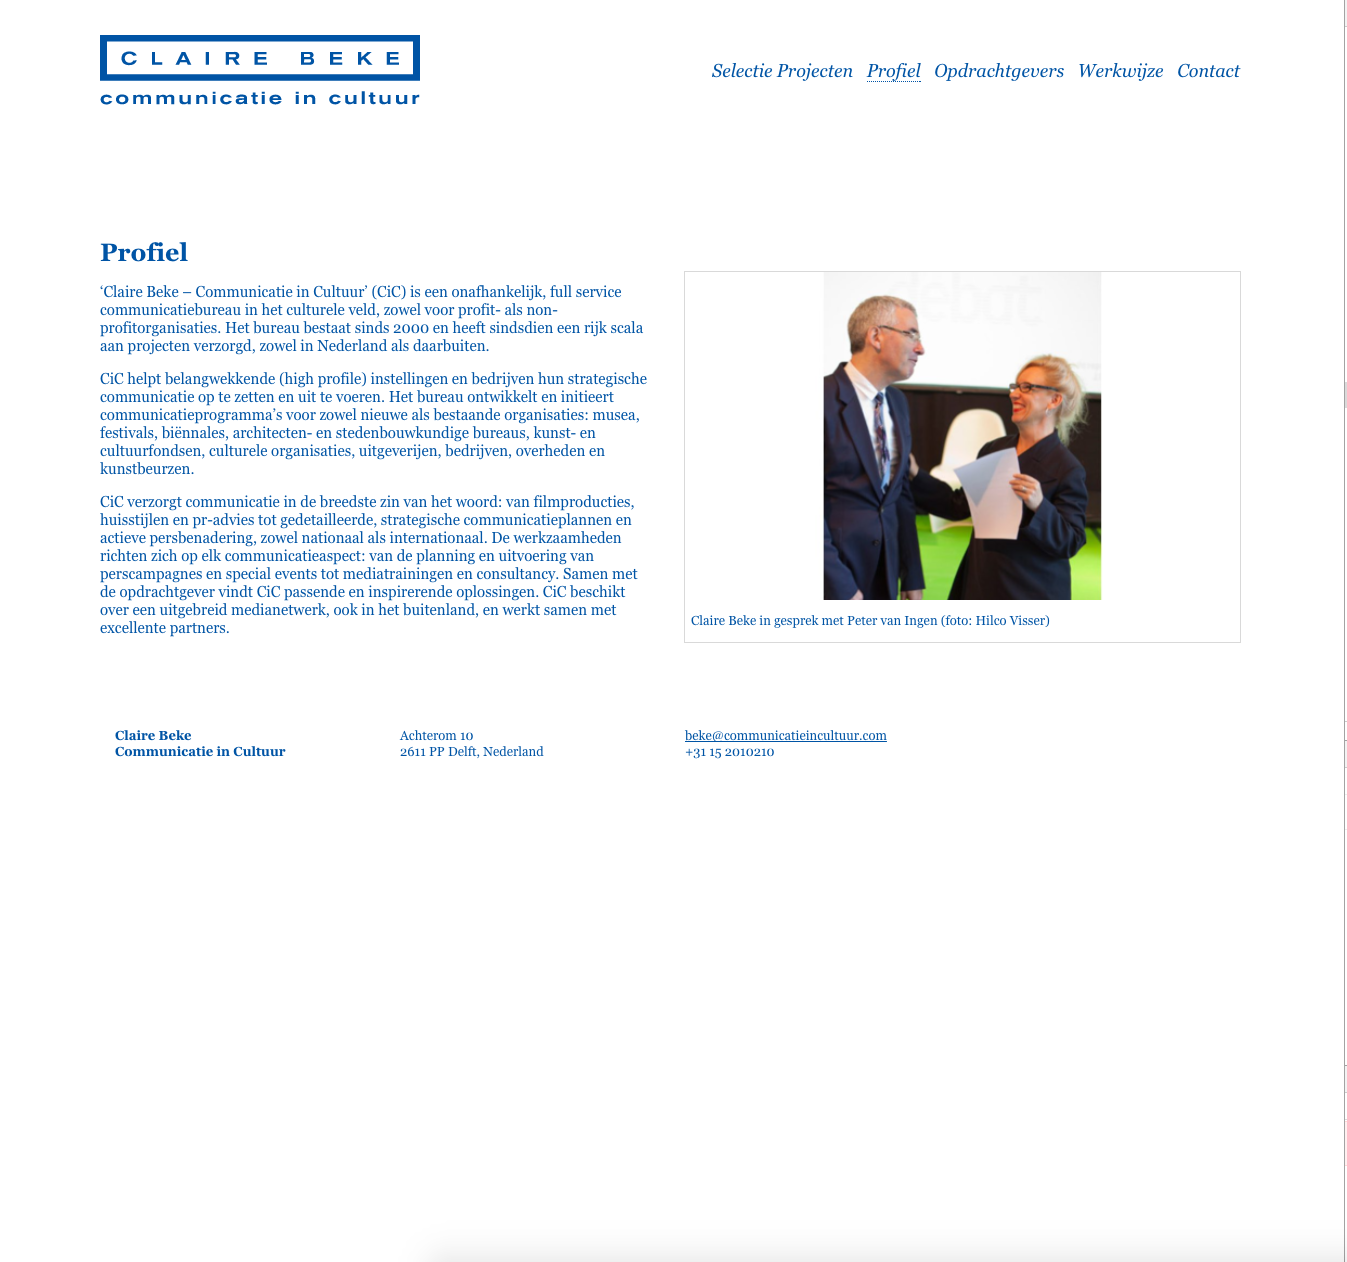 CLAIRE BEKE
communicatie in cultuur
Selectie Projecten Profiel Opdrachtgevers Werkwijze Contact
Profiel
‘Claire Beke – Communicatie in Cultuur’ (CiC) is een onafhankelijk, full service
communicatiebureau in het culturele veld, zowel voor profit- als non-
profitorganisaties. Het bureau bestaat sinds 2000 en heeft sindsdien een rijk scala
aan projecten verzorgd, zowel in Nederland als daarbuiten.
CiC helpt belangwekkende (high profile) instellingen en bedrijven hun strategische
communicatie op te zetten en uit te voeren. Het bureau ontwikkelt en initieert
communicatieprogramma’s voor zowel nieuwe als bestaande organisaties: musea,
festivals, biënnales, architecten- en stedenbouwkundige bureaus, kunst- en
cultuurfondsen, culturele organisaties, uitgeverijen, bedrijven, overheden en
kunstbeurzen.
CiC verzorgt communicatie in de breedste zin van het woord: van filmproducties,
huisstijlen en pr-advies tot gedetailleerde, strategische communicatieplannen en
actieve persbenadering, zowel nationaal als internationaal. De werkzaamheden
richten zich op elk communicatieaspect: van de planning en uitvoering van
perscampagnes en special events tot mediatrainingen en consultancy. Samen met
de opdrachtgever vindt CiC passende en inspirerende oplossingen. CiC beschikt
over een uitgebreid medianetwerk, ook in het buitenland, en werkt samen met
excellente partners.
debat
Claire Beke in gesprek met Peter van Ingen (foto: Hilco Visser)
Claire Beke
Communicatie in Cultuur
Achterom 10
2611 PP Delft, Nederland
beke@communicatieincultuur.com
+31 15 2010210